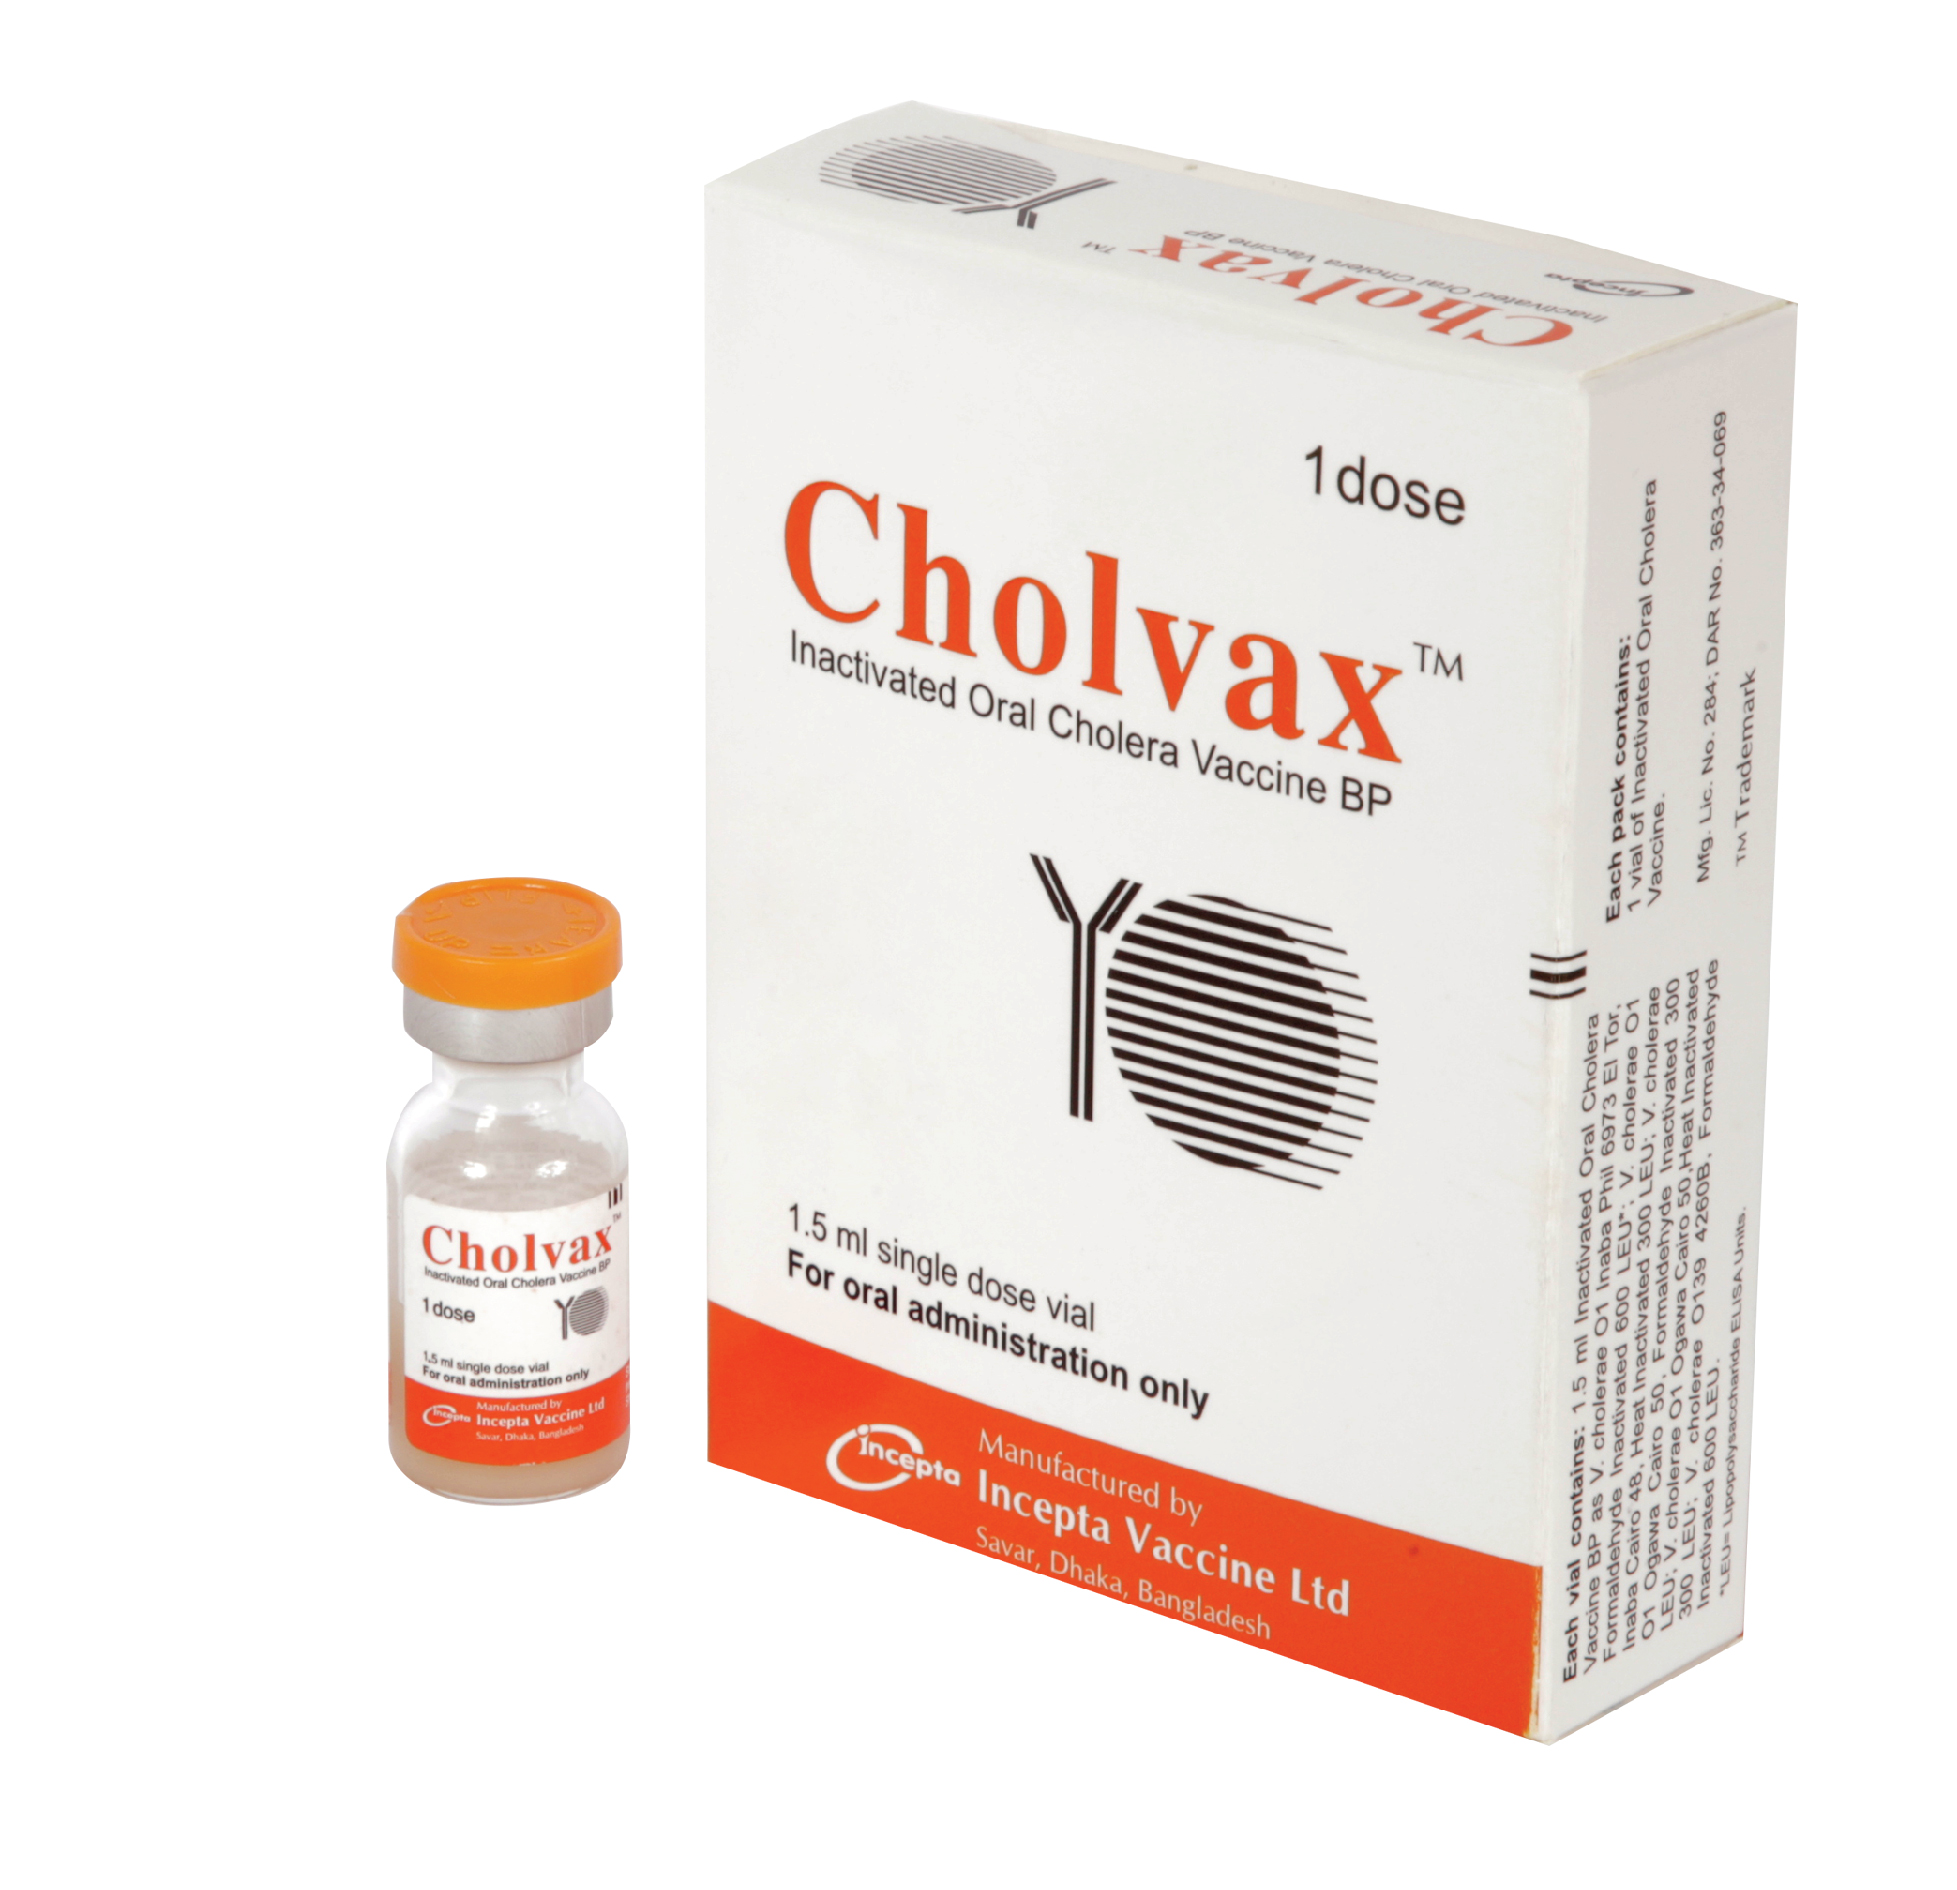 Cholvax™
Inactivated Oral Cholera Vaccine BP
Incepta
1 dose
Cholvax™
Inactivated Oral Cholera Vaccine BP
1.5 ml single dose vial
For oral administration only
incepta
Manufactured by
Incepta Vaccine Ltd
Savar, Dhaka, Bangladesh
Each pack contains:
1 vial of Inactivated Oral Cholera
Vaccine.
Mfg. Lic. No. 284; DAR No. 363-34-069
™ Trademark
Each vial contains: 1.5 ml Inactivated Oral Cholera
Vaccine BP as V. cholerae O1 Inaba Phil 6973 El Tor,
Formaldehyde Inactivated 600 LEU*; V. cholerae O1
Inaba Cairo 48, Heat Inactivated 300 LEU; V. cholerae
O1 Ogawa Cairo 50, Formaldehyde Inactivated 300
LEU; V. cholerae O1 Ogawa Cairo 50, Heat Inactivated
300 LEU; V. cholerae O139 4260B, Formaldehyde
Inactivated 600 LEU.
*LEU= Lipopolysaccharide ELISA Units.
Cholvax™
Inactivated Oral Cholera Vaccine BP
1 dose
1.5 ml single dose vial
For oral administration only
incepta
Manufactured by
Incepta Vaccine Ltd
Savar, Dhaka, Bangladesh